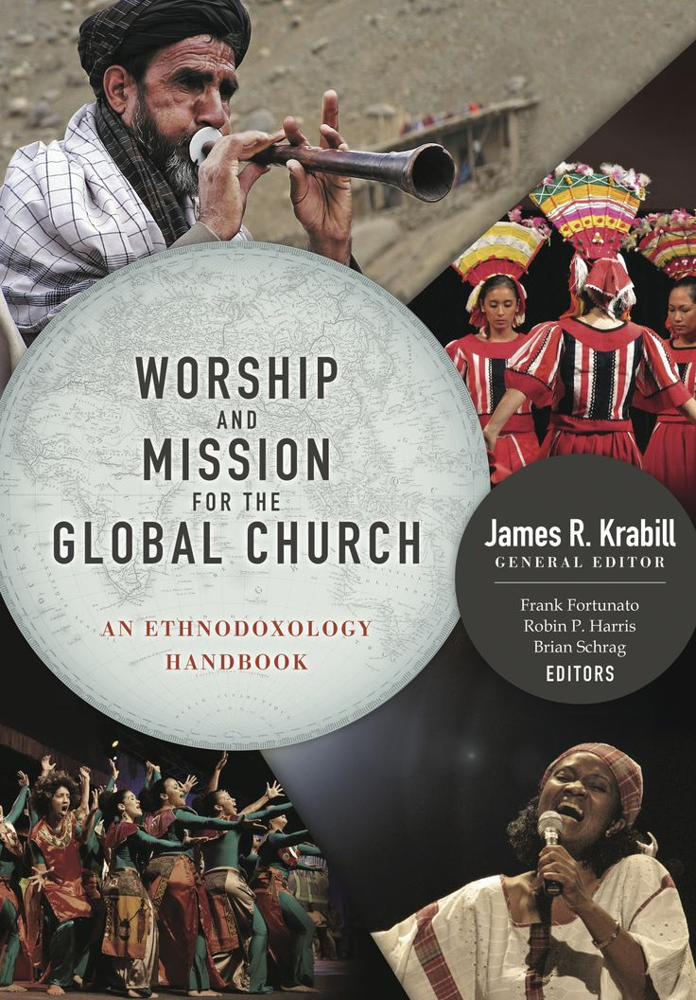 WORSHIP
AND
MISSION
FOR THE
GLOBAL CHURCH
AN ETHNODOXOLOGY
HANDBOOK
James R. Krabill
GENERAL EDITOR
Frank Fortunato
Robin P. Harris
Brian Schrag
EDITORS